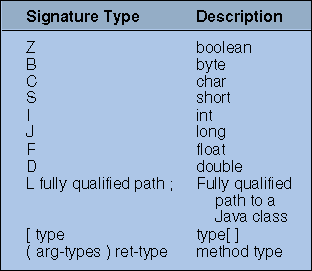 Signature Type Description
Z boolean
B byte
C char
S short
I int
J long
F float
D double
L fully qualified path ; Fully qualified
path to a
Java class
[ type type[ ]
( arg-types ) ret-type method type